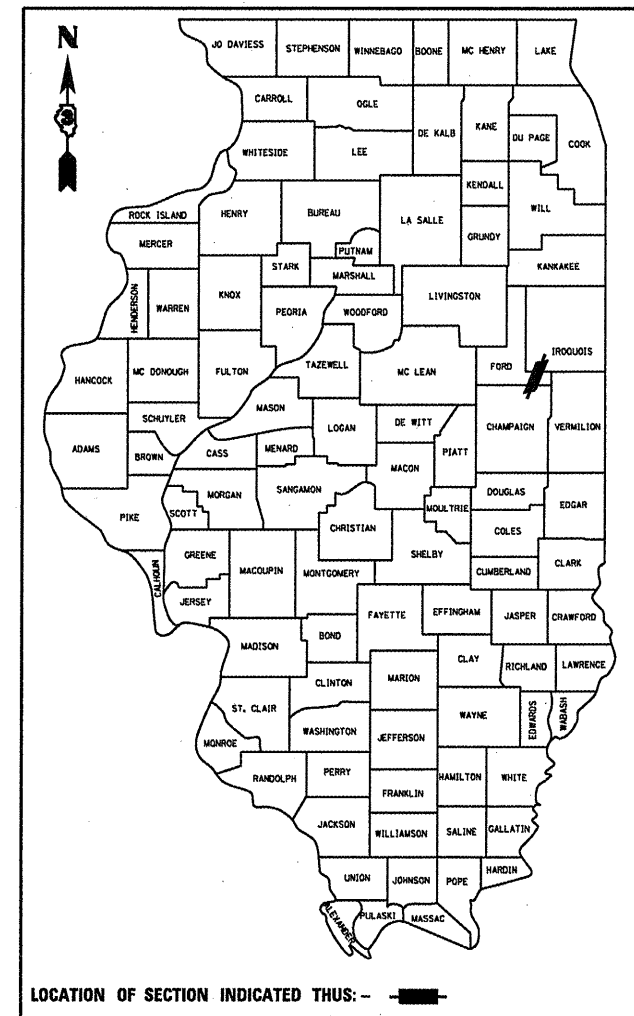 N
JO DAVIESS STEPHENSON WINNEBAGO BOONE MC HENRY LAKE
CARROLL OGLE DE KALB KANE DU PAGE COOK
WHITESIDE LEE KENDALL WILL
ROCK ISLAND HENRY BUREAU LA SALLE GRUNDY
MERCER PUTNAM KANKAKEE
STARK MARSHALL
HENDERSON WARREN KNOX PEORIA WOODFORD LIVINGSTON IROQUOIS
HANCOCK MC DONOUGH FULTON TAZEWELL MC LEAN FORD
SCHUYLER MASON LOGAN DE WITT CHAMPAIGN VERMILION
ADAMS BROWN CASS MENARD MACON PIATT
PIKE SCOTT MORGAN SANGAMON MOULTRIE DOUGLAS EDGAR
CHRISTIAN COLES
CALHOUN GREENE MACOUPIN MONTGOMERY SHELBY CUMBERLAND CLARK
JERSEY FAYETTE EFFINGHAM JASPER CRAWFORD
MADISON BOND CLAY RICHLAND LAWRENCE
CLINTON MARION
ST. CLAIR WAYNE EDWARDS WABASH
MONROE WASHINGTON JEFFERSON
RANDOLPH PERRY HAMILTON WHITE
FRANKLIN
JACKSON WILLIAMSON SALINE GALLATIN
UNION JOHNSON POPE HARDIN
ALEXANDER PULASKI MASSAC
LOCATION OF SECTION INDICATED THUS: -